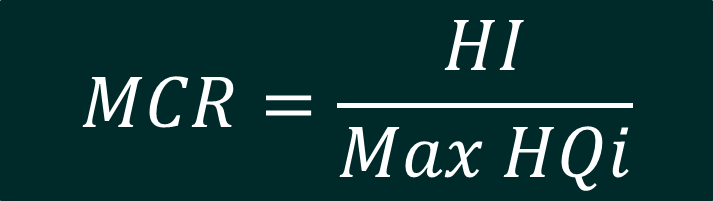 MCR = HI / Max HQi